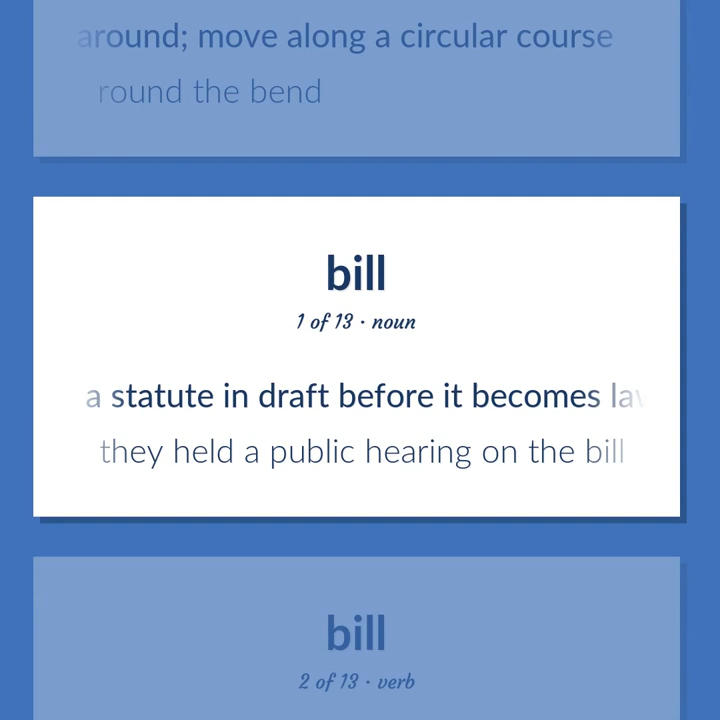 around; move along a circular course
round the bend
bill
1 of 13 · noun
a statute in draft before it becomes law
they held a public hearing on the bill
bill
2 of 13 · verb